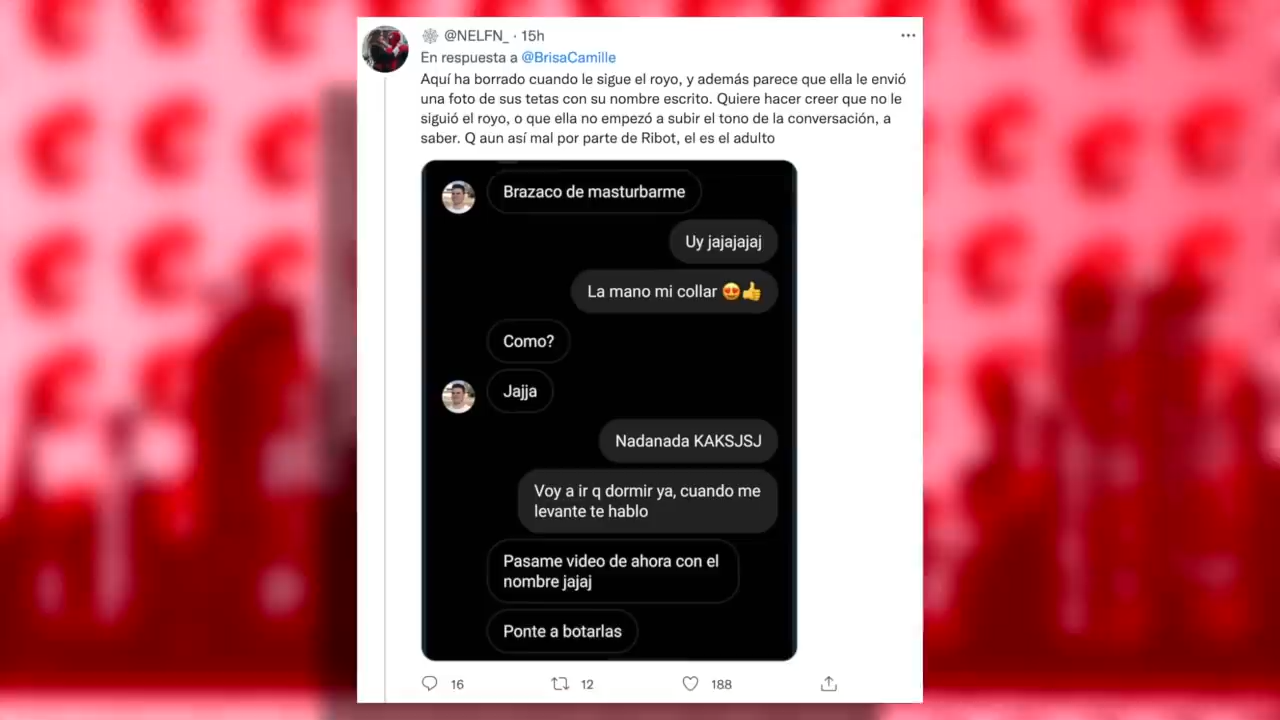 @NELFN_ · 15h
En respuesta a @BrisaCamille
Aquí ha borrado cuando le sigue el royo, y además parece que ella le envió
una foto de sus tetas con su nombre escrito. Quiere hacer creer que no le
siguió el royo, o que ella no empezó a subir el tono de la conversación, a
saber. Q aun así mal por parte de Ribot, el es el adulto
Brazaco de masturbarme
Uy jajajajaj
La mano mi collar 😍👍
Como?
Jajja
Nadanada KAKSJSJ
Voy a ir q dormir ya, cuando me
levante te hablo
Pasame video de ahora con el
nombre jajaj
Ponte a botarlas
16 12 188